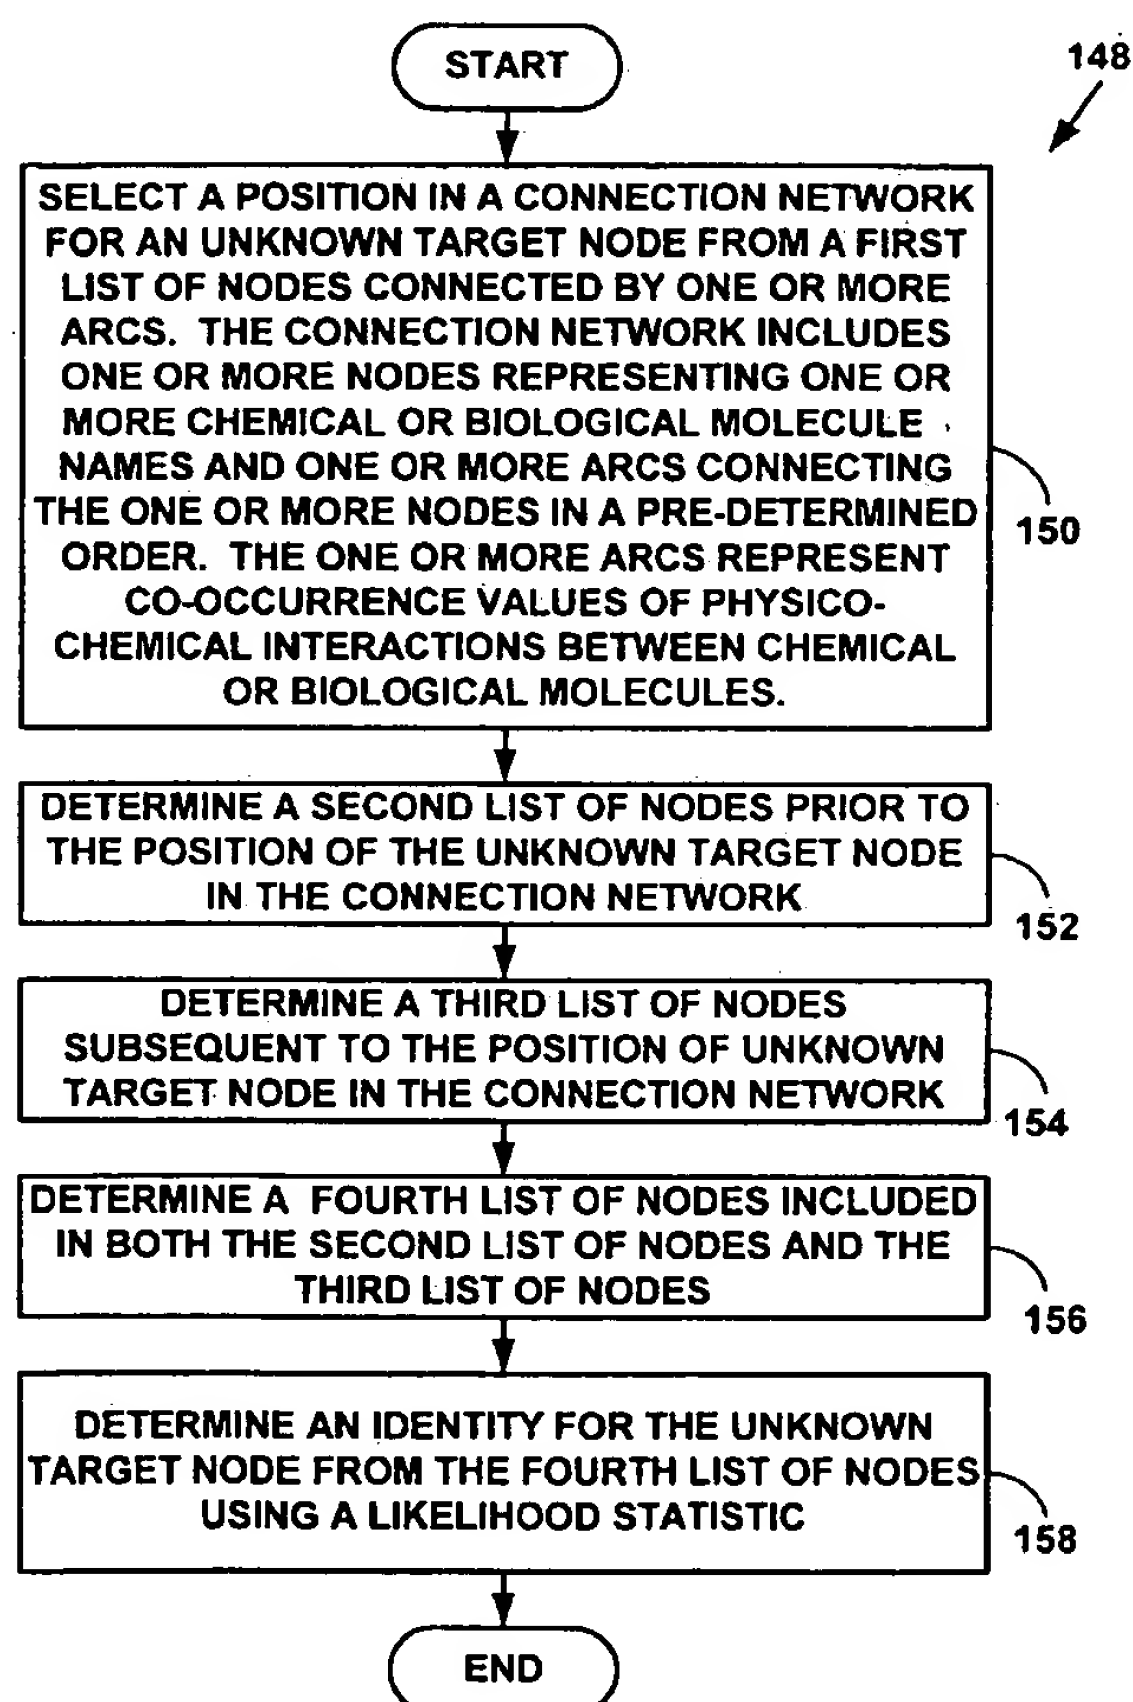 START
148
SELECT A POSITION IN A CONNECTION NETWORK
FOR AN UNKNOWN TARGET NODE FROM A FIRST
LIST OF NODES CONNECTED BY ONE OR MORE
ARCS. THE CONNECTION NETWORK INCLUDES
ONE OR MORE NODES REPRESENTING ONE OR
MORE CHEMICAL OR BIOLOGICAL MOLECULE
NAMES AND ONE OR MORE ARCS CONNECTING
THE ONE OR MORE NODES IN A PRE-DETERMINED
ORDER. THE ONE OR MORE ARCS REPRESENT
CO-OCCURRENCE VALUES OF PHYSICO-
CHEMICAL INTERACTIONS BETWEEN CHEMICAL
OR BIOLOGICAL MOLECULES.
150
DETERMINE A SECOND LIST OF NODES PRIOR TO
THE POSITION OF THE UNKNOWN TARGET NODE
IN THE CONNECTION NETWORK
152
DETERMINE A THIRD LIST OF NODES
SUBSEQUENT TO THE POSITION OF UNKNOWN
TARGET NODE IN THE CONNECTION NETWORK
154
DETERMINE A FOURTH LIST OF NODES INCLUDED
IN BOTH THE SECOND LIST OF NODES AND THE
THIRD LIST OF NODES
156
DETERMINE AN IDENTITY FOR THE UNKNOWN
TARGET NODE FROM THE FOURTH LIST OF NODES
USING A LIKELIHOOD STATISTIC
158
END